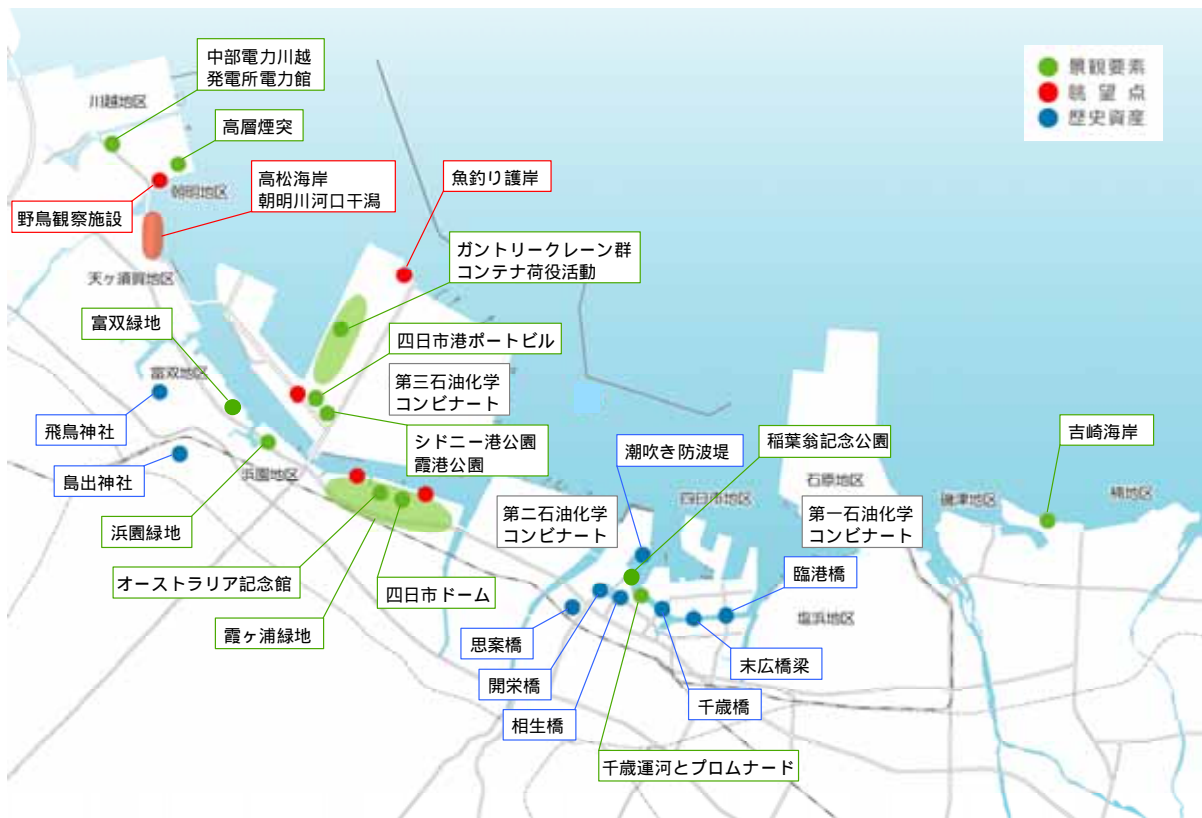 中部電力川越
発電所電力館
川越地区
高層煙突
景観要素
眺望点
歴史資産
高松海岸
朝明川河口干潟
魚釣り護岸
朝明地区
野鳥観察施設
ガントリークレーン群
コンテナ荷役活動
天ヶ須賀地区
富双緑地
四日市港ポートビル
富双地区
第三石油化学
コンビナート
飛鳥神社
シドニー港公園
霞港公園
潮吹き防波堤
稲葉翁記念公園
吉崎海岸
鳥出神社
浜園地区
石原地区
四日市地区
磯津地区
楠地区
浜園緑地
第二石油化学
コンビナート
第一石油化学
コンビナート
オーストラリア記念館
四日市ドーム
臨港橋
塩浜地区
霞ヶ浦緑地
思案橋
末広橋梁
開栄橋
千歳橋
相生橋
千歳運河とプロムナード